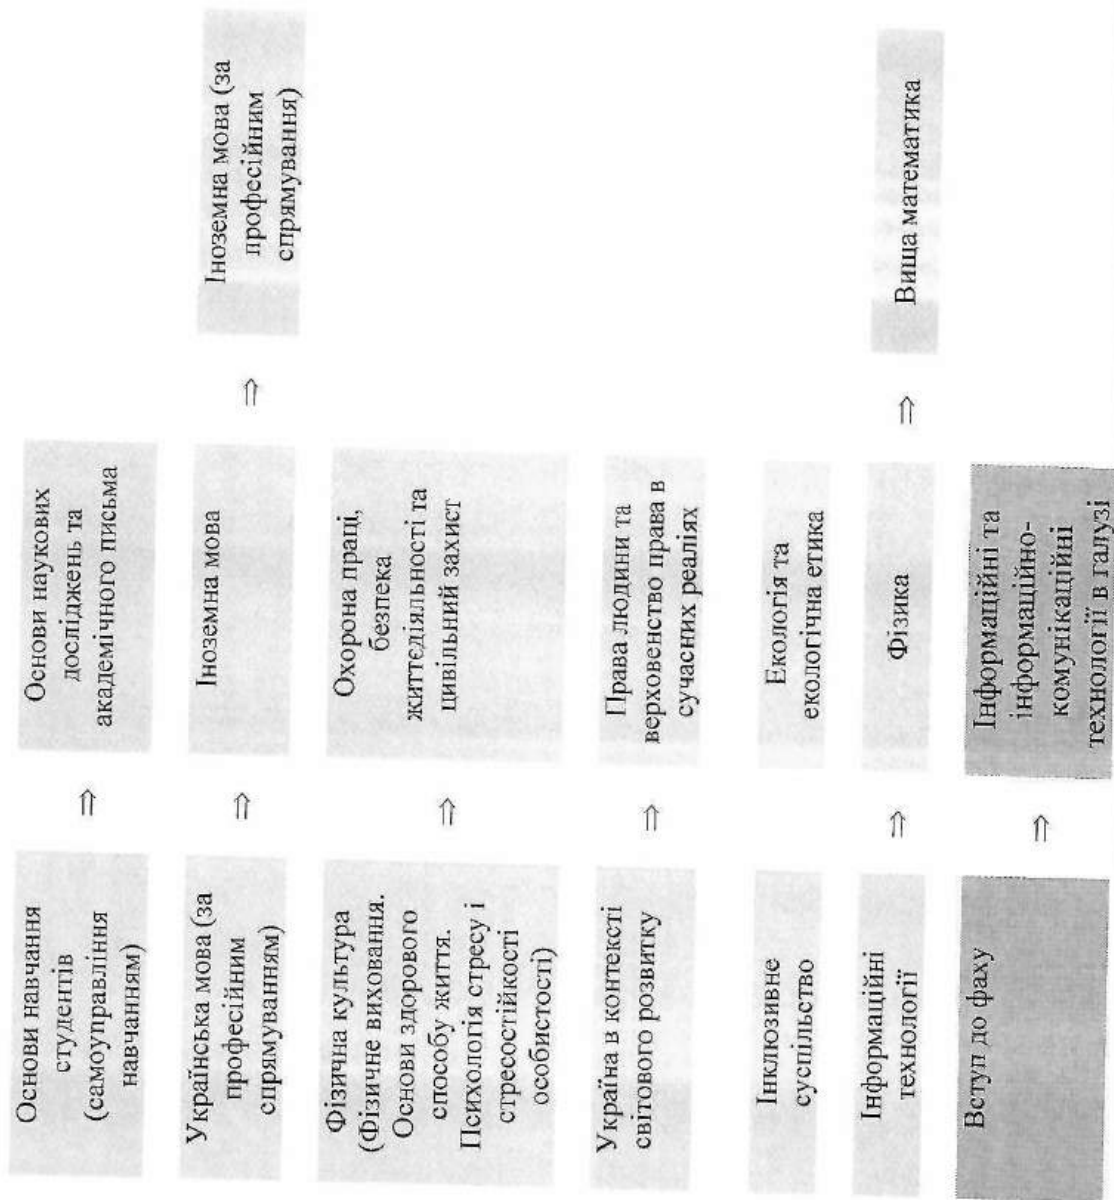 Основи навчання
студентів
(самоуправління
навчанням)
⇒
Основи наукових
досліджень та
академічного письма
Українська мова (за
професійним
спрямуванням)
⇒
Іноземна мова
⇒
Іноземна мова (за
професійним
спрямування)
Фізична культура
(Фізичне виховання.
Основи здорового
способу життя.
Психологія стресу і
стресостійкості
особистості)
⇒
Охорона праці,
безпека
життєдіяльності та
цивільний захист
Україна в контексті
світового розвитку
⇒
Права людини та
верховенство права в
сучасних реаліях
Інклюзивне
суспільство
Екологія та
екологічна етика
Інформаційні
технології
⇒
Фізика
⇒
Вища математика
Вступ до фаху
⇒
Інформаційні та
інформаційно-
комунікаційні
технології в галузі